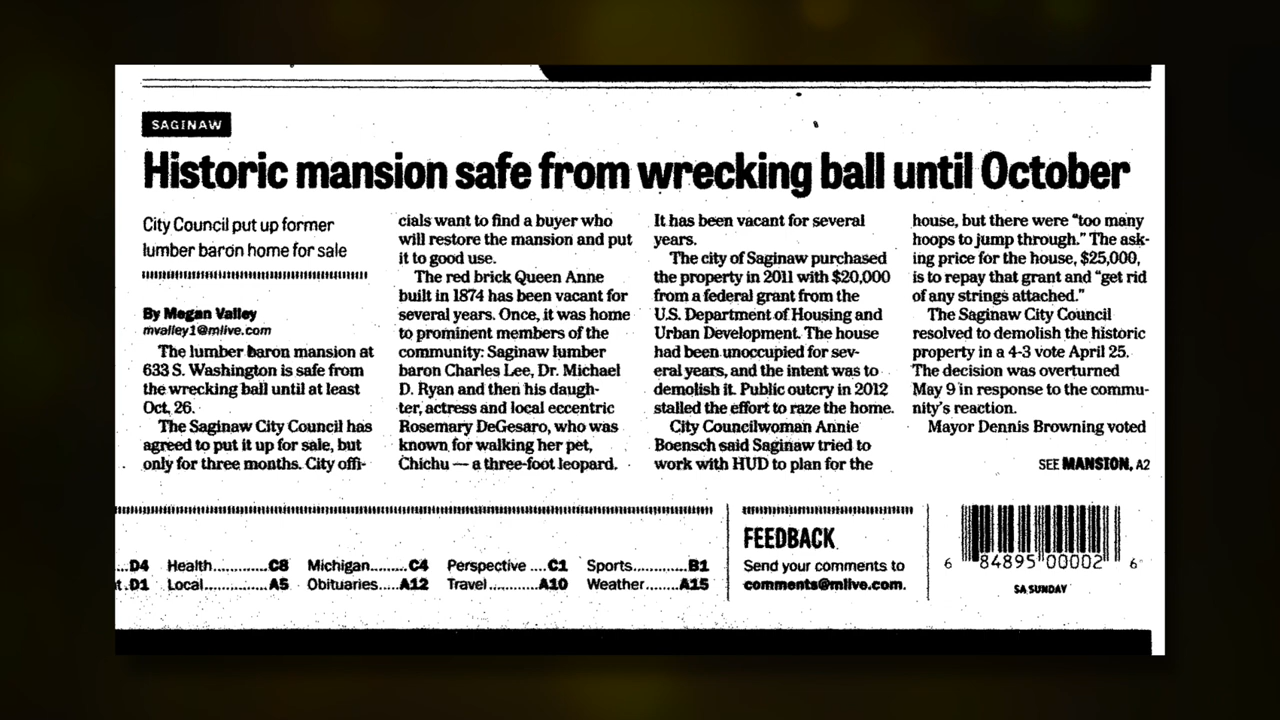 SAGINAW
Historic mansion safe from wrecking ball until October
City Council put up former
lumber baron home for sale
By Megan Valley
mvalley1@mlive.com
The lumber baron mansion at
633 S. Washington is safe from
the wrecking ball until at least
Oct, 26.
The Saginaw City Council has
agreed to put it up for sale, but
only for three months. City offi-
cials want to find a buyer who
will restore the mansion and put
it to good use.
The red brick Queen Anne
built in 1874 has been vacant for
several years. Once, it was home
to prominent members of the
community: Saginaw lumber
baron Charles Lee, Dr. Michael
D. Ryan and then his daugh-
ter, actress and local eccentric
Rosemary DeGesaro, who was
known for walking her pet,
Chichu — a three-foot leopard.
It has been vacant for several
years.
The city of Saginaw purchased
the property in 2011 with $20,000
from a federal grant from the
U.S. Department of Housing and
Urban Development. The house
had been unoccupied for sev-
eral years, and the intent was to
demolish it. Public outcry in 2012
stalled the effort to raze the home.
City Councilwoman Annie
Boensch said Saginaw tried to
work with HUD to plan for the
house, but there were “too many
hoops to jump through.” The ask-
ing price for the house, $25,000,
is to repay that grant and “get rid
of any strings attached.”
The Saginaw City Council
resolved to demolish the historic
property in a 4-3 vote April 25.
The decision was overturned
May 9 in response to the commu-
nity’s reaction.
Mayor Dennis Browning voted
SEE MANSION, A2
...D4 Health............C8 Michigan.........C4 Perspective ....C1 Sports............B1
t.D1 Local...............A5 Obituaries.....A12 Travel............A10 Weather.......A15
FEEDBACK
Send your comments to
comments@mlive.com.
6 84895 00002 6
SA SUNDAY